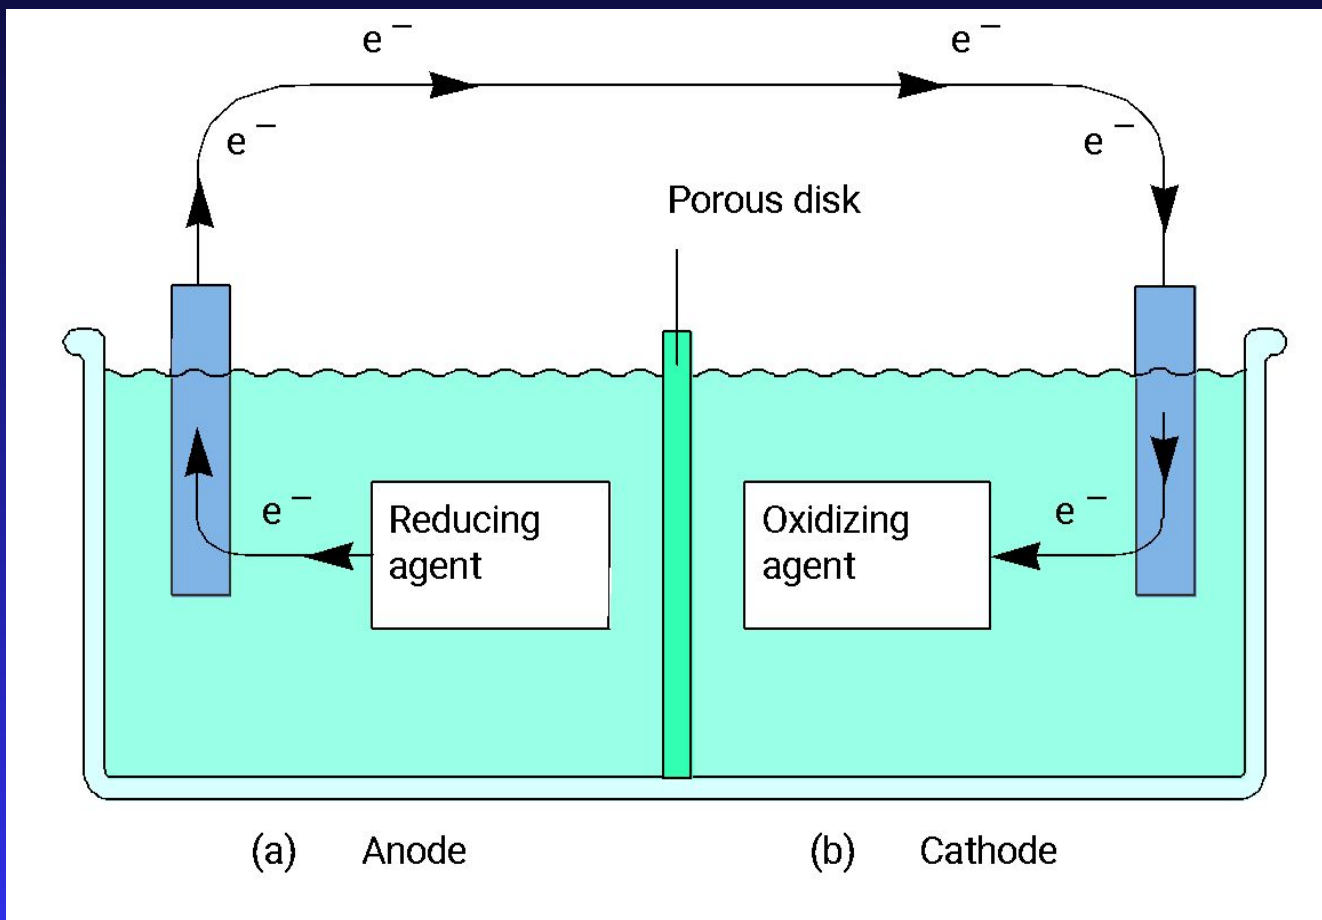 e⁻ e⁻
e⁻ e⁻
Porous disk
e⁻ Reducing agent
Oxidizing agent e⁻
(a) Anode (b) Cathode